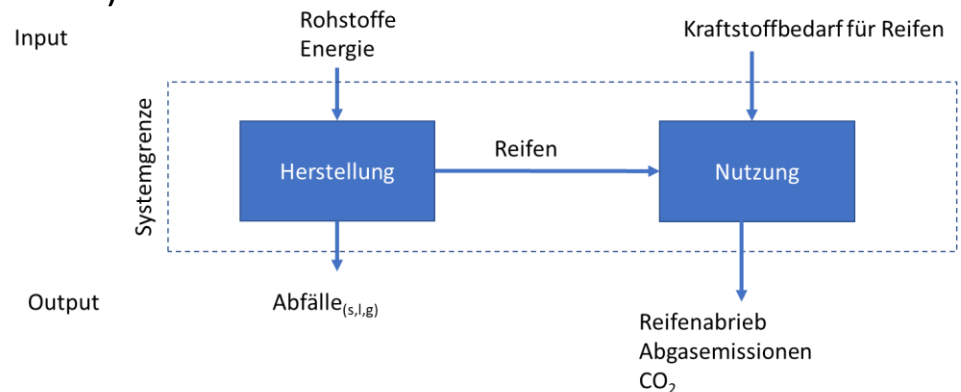 Input
Rohstoffe
Energie
Kraftstoffbedarf für Reifen
Systemgrenze
Herstellung
Reifen
Nutzung
Output
Abfälle(s,l,g)
Reifenabrieb
Abgasemissionen
CO2